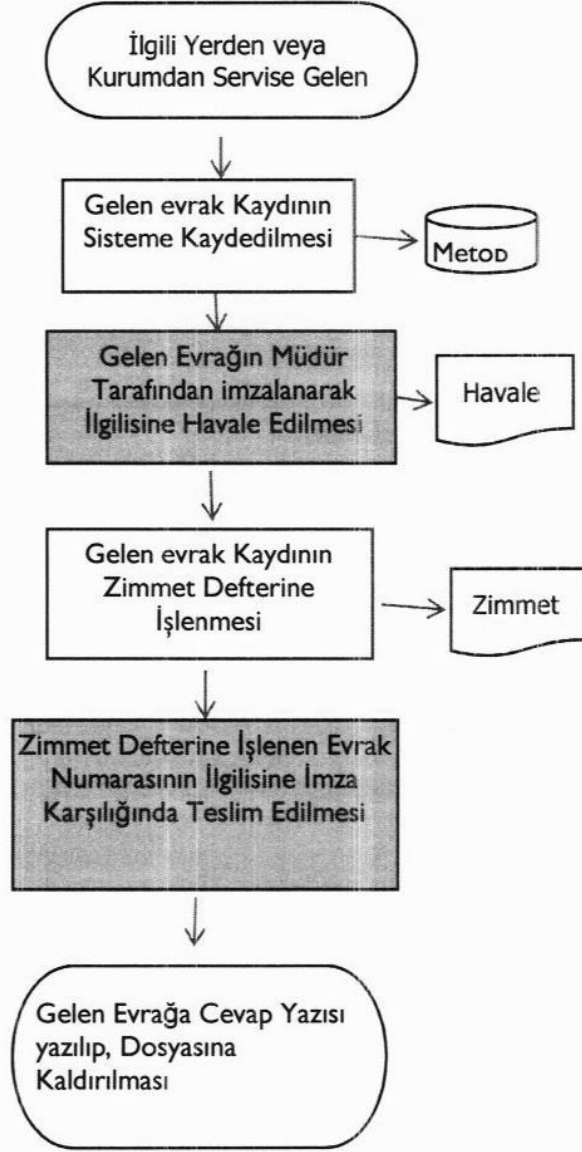 İlgili Yerden veya
Kurumdan Servise Gelen
Gelen evrak Kaydının
Sisteme Kaydedilmesi
Metod
Gelen Evrağın Müdür
Tarafından imzalanarak
İlgilisine Havale Edilmesi
Havale
Gelen evrak Kaydının
Zimmet Defterine
İşlenmesi
Zimmet
Zimmet Defterine İşlenen Evrak
Numarasının İlgilisine İmza
Karşılığında Teslim Edilmesi
Gelen Evrağa Cevap Yazısı
yazılıp, Dosyasına
Kaldırılması